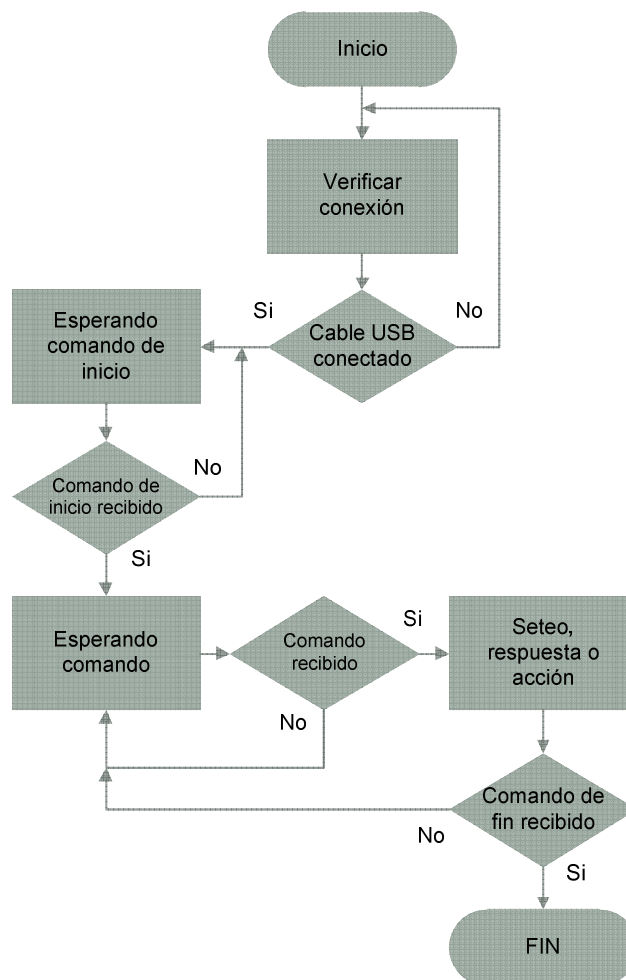 Inicio
Verificar
conexión
Si
No
Cable USB
conectado
Esperando
comando de
inicio
No
Comando de
inicio recibido
Si
Esperando
comando
Comando
recibido
Si
No
Seteo,
respuesta o
acción
Comando de
fin recibido
No
Si
FIN